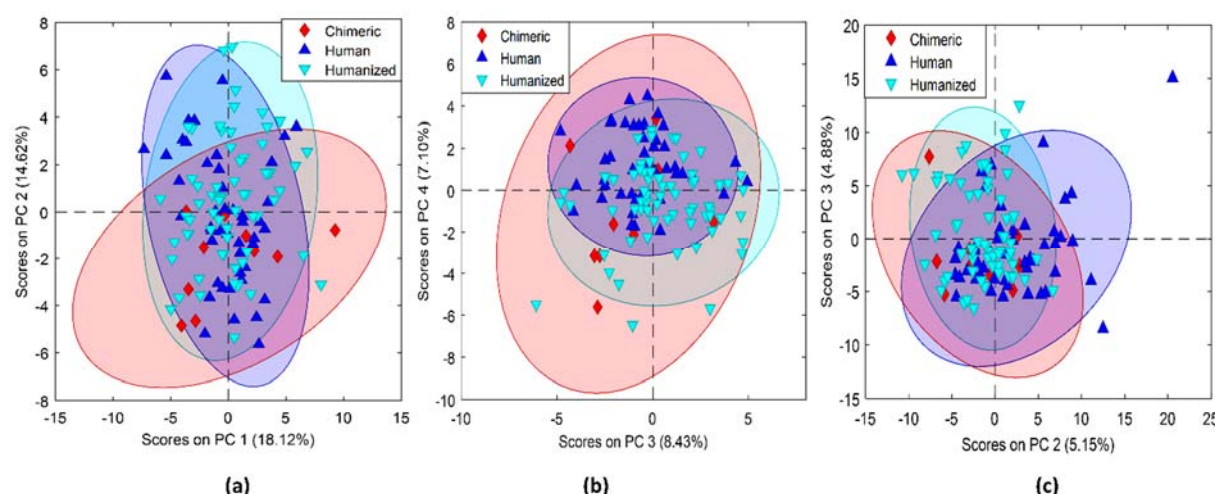 8
6
4
2
0
-2
-4
-6
-8
-15
-10
-5
0
5
10
15
Scores on PC 2 (14.62%)
Scores on PC 1 (18.12%)
Chimeric
Human
Humanized
(a)
8
6
4
2
0
-2
-4
-6
-8
-10
-10
-5
0
5
Scores on PC 4 (7.10%)
Scores on PC 3 (8.43%)
Chimeric
Human
Humanized
(b)
20
15
10
5
0
-5
-10
-15
-15
-10
-5
0
5
10
15
20
25
Scores on PC 3 (4.88%)
Scores on PC 2 (5.15%)
Chimeric
Human
Humanized
(c)